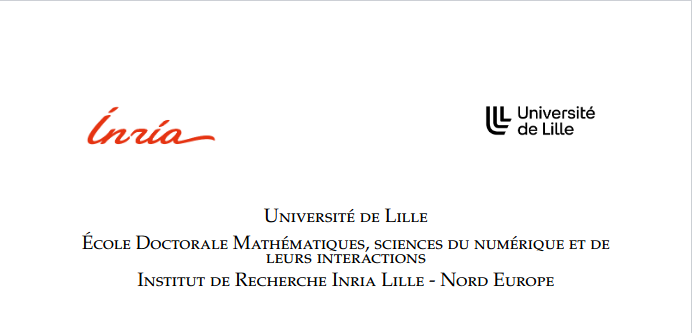 Inria
Université
de Lille
Université de Lille
École Doctorale Mathématiques, sciences du numérique et de
leurs interactions
Institut de Recherche Inria Lille - Nord Europe